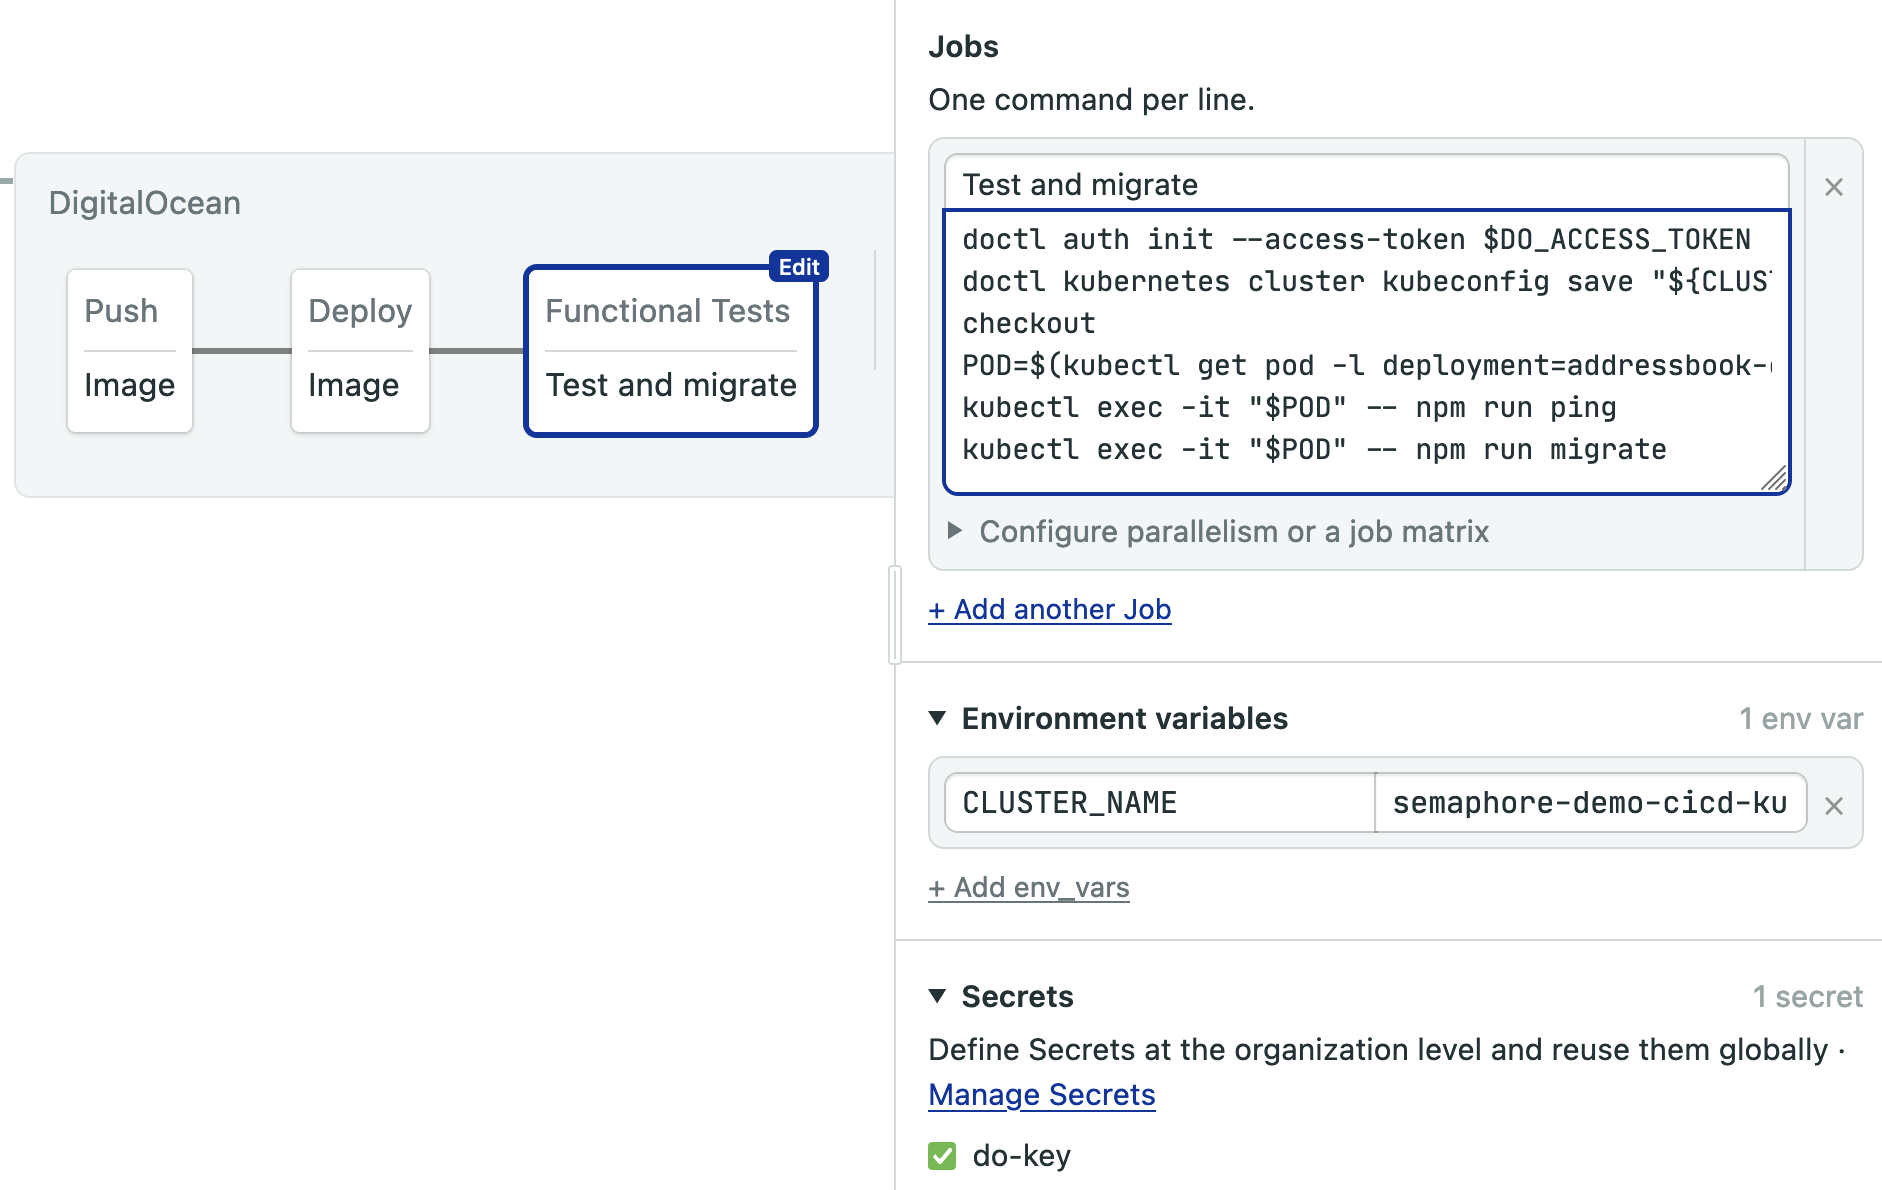 DigitalOcean
Push
Image
Deploy
Image
Edit
Functional Tests
Test and migrate
Jobs
One command per line.
Test and migrate
doctl auth init --access-token $DO_ACCESS_TOKEN
doctl kubernetes cluster kubeconfig save "${CLUS
checkout
POD=$(kubectl get pod -l deployment=addressbook-
kubectl exec -it "$POD" -- npm run ping
kubectl exec -it "$POD" -- npm run migrate
Configure parallelism or a job matrix
+ Add another Job
Environment variables
1 env var
CLUSTER_NAME
semaphore-demo-cicd-ku
+ Add env_vars
Secrets
1 secret
Define Secrets at the organization level and reuse them globally ·
Manage Secrets
do-key